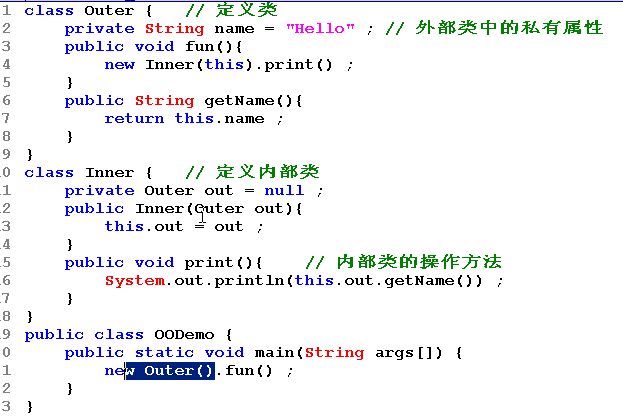 1 class Outer {   // 定义类
2     private String name = "Hello" ; // 外部类中的私有属性
3     public void fun(){
4         new Inner(this).print() ;
5     }
6     public String getName(){
7         return this.name ;
8     }
9 }
0 class Inner {   // 定义内部类
1     private Outer out = null ;
2     public Inner(Outer out){
3         this.out = out ;
4     }
5     public void print(){    // 内部类的操作方法
6         System.out.println(this.out.getName()) ;
7     }
8 }
9 public class OODemo {
0     public static void main(String args[]) {
1         new Outer().fun() ;
2     }
3 }